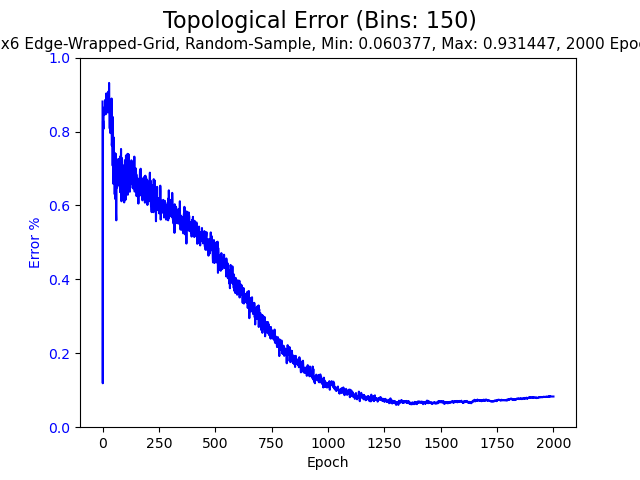 Topological Error (Bins: 150)
x6 Edge-Wrapped-Grid, Random-Sample, Min: 0.060377, Max: 0.931447, 2000 Epo
1.0
0.8
0.6
0.4
0.2
0.0
Error %
0 250 500 750 1000 1250 1500 1750 2000
Epoch